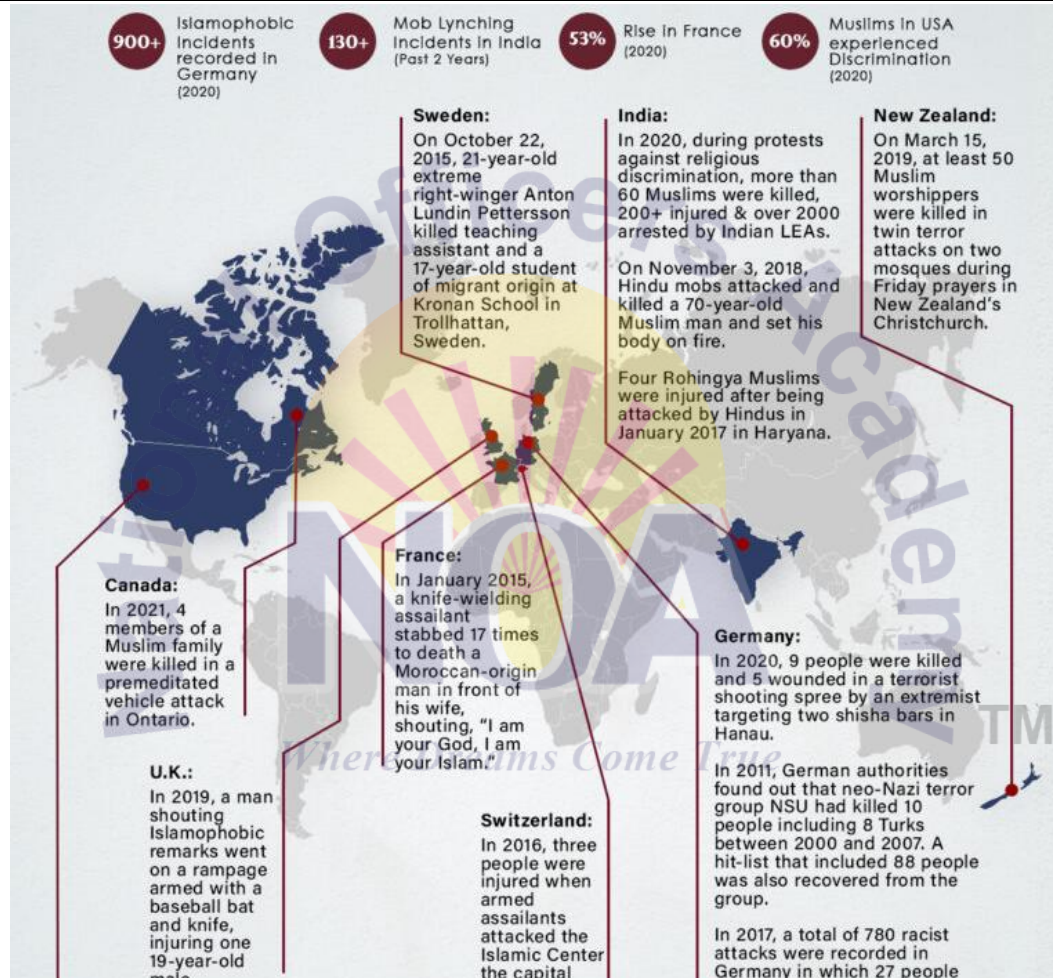 900+
Islamophobic
Incidents
recorded in
Germany
(2020)
130+
Mob Lynching
Incidents in India
(Past 2 Years)
53%
Rise in France
(2020)
60%
Muslims in USA
experienced
Discrimination
(2020)
Sweden:
On October 22,
2015, 21-year-old
extreme
right-winger Anton
Lundin Pettersson
killed teaching
assistant and a
17-year-old student
of migrant origin at
Kronan School in
Trollhattan,
Sweden.
India:
In 2020, during protests
against religious
discrimination, more than
60 Muslims were killed,
200+ injured & over 2000
arrested by Indian LEAs.
On November 3, 2018,
Hindu mobs attacked and
killed a 70-year-old
Muslim man and set his
body on fire.
Four Rohingya Muslims
were injured after being
attacked by Hindus in
January 2017 in Haryana.
New Zealand:
On March 15,
2019, at least 50
Muslim
worshippers
were killed in
twin terror
attacks on two
mosques during
Friday prayers in
New Zealand's
Christchurch.
Canada:
In 2021, 4
members of a
Muslim family
were killed in a
premeditated
vehicle attack
in Ontario.
France:
In January 2015,
a knife-wielding
assailant
stabbed 17 times
to death a
Moroccan-origin
man in front of
his wife,
shouting, "I am
your God, I am
your Islam."
Germany:
In 2020, 9 people were killed
and 5 wounded in a terrorist
shooting spree by an extremist
targeting two shisha bars in
Hanau.
In 2011, German authorities
found out that neo-Nazi terror
group NSU had killed 10
people including 8 Turks
between 2000 and 2007. A
hit-list that included 88 people
was also recovered from the
group.
In 2017, a total of 780 racist
attacks were recorded in
Germany in which 27 people
U.K.:
In 2019, a man
shouting
Islamophobic
remarks went
on a rampage
armed with a
baseball bat
and knife,
injuring one
19-year-old
Switzerland:
In 2016, three
people were
injured when
armed
assailants
attacked the
Islamic Center
the capital
Officers Academy
NOA
TM
Where Dreams Come True